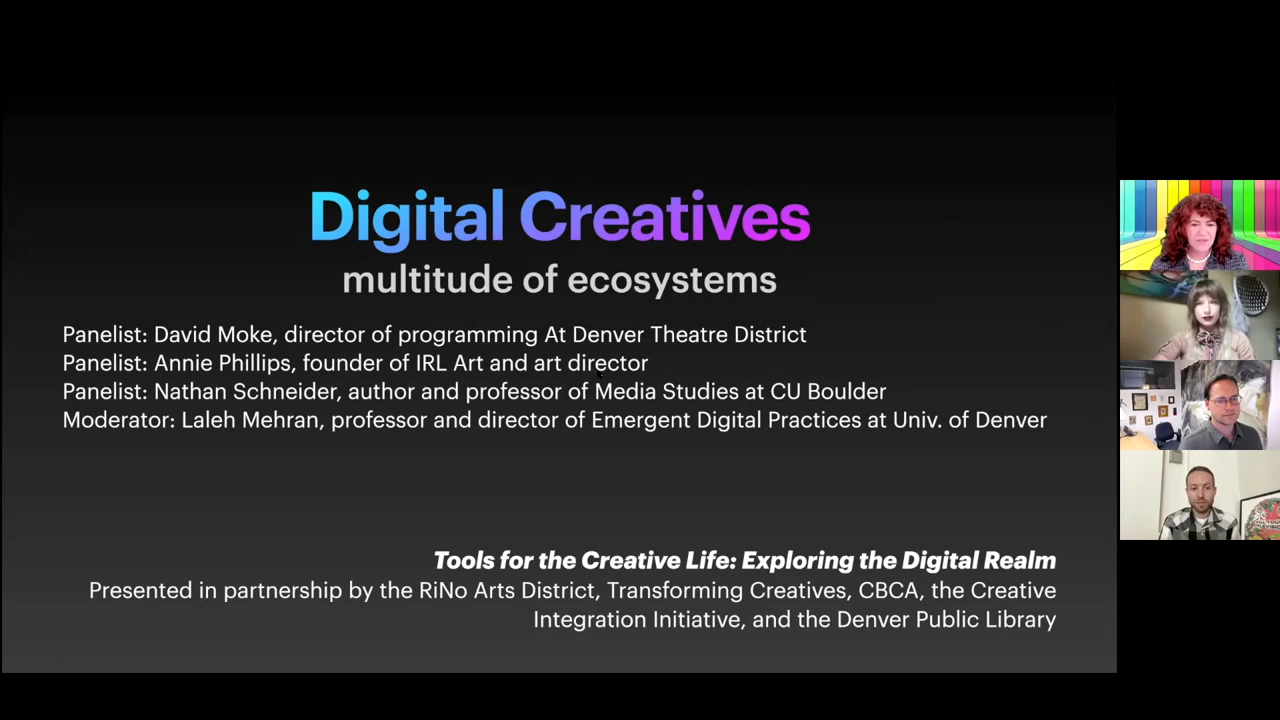 Digital Creatives
multitude of ecosystems
Panelist: David Moke, director of programming At Denver Theatre District
Panelist: Annie Phillips, founder of IRL Art and art director
Panelist: Nathan Schneider, author and professor of Media Studies at CU Boulder
Moderator: Laleh Mehran, professor and director of Emergent Digital Practices at Univ. of Denver
Tools for the Creative Life: Exploring the Digital Realm
Presented in partnership by the RiNo Arts District, Transforming Creatives, CBCA, the Creative
Integration Initiative, and the Denver Public Library